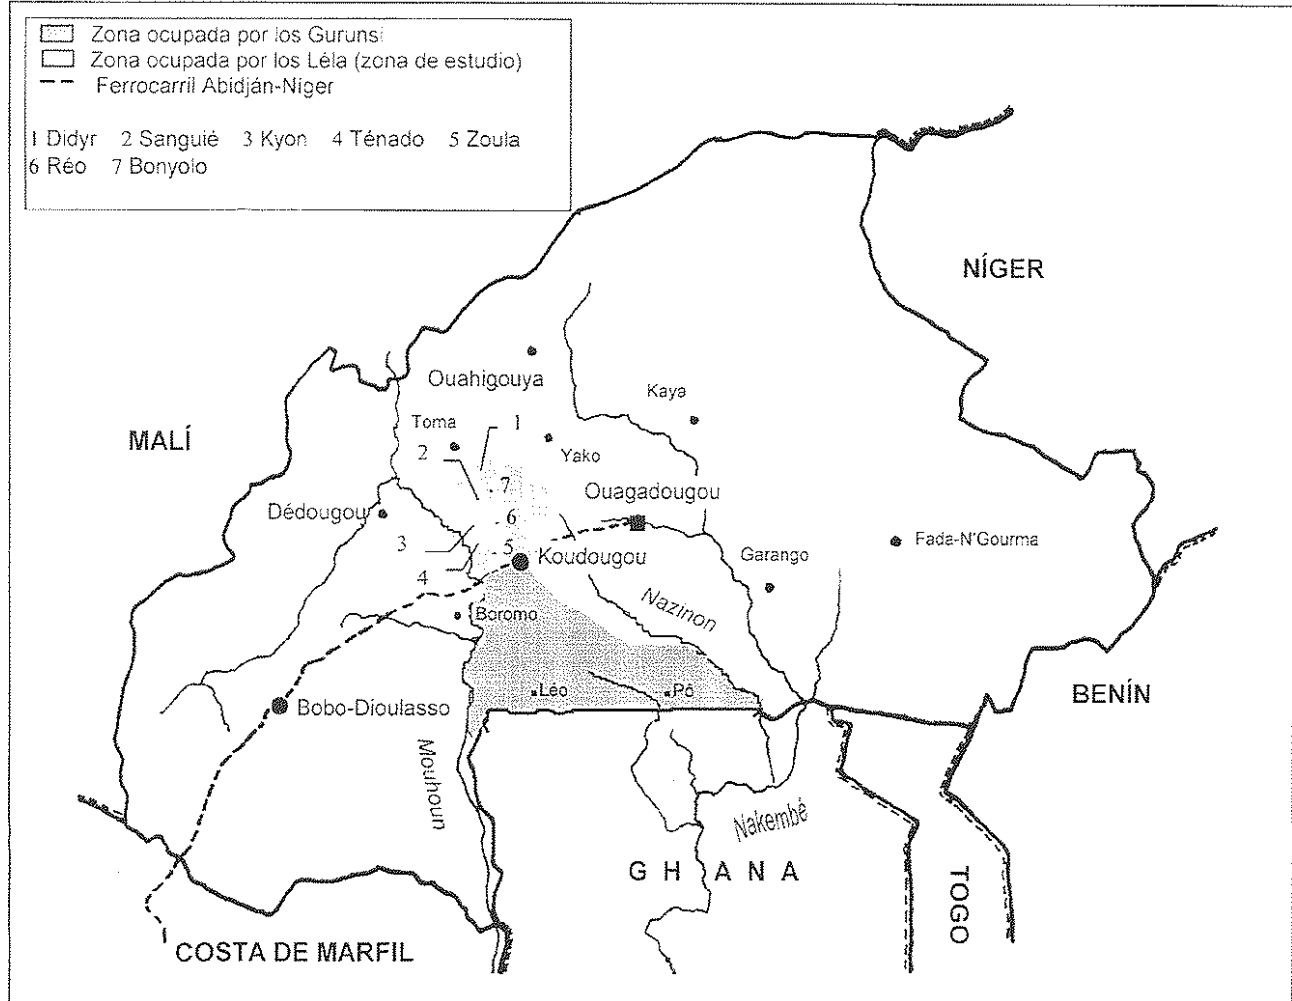 Zona ocupada por los Gurunsi
Zona ocupada por los Léla (zona de estudio)
Ferrocarril Abidján-Níger
1 Didyr 2 Sanguié 3 Kyon 4 Ténado 5 Zoula
6 Réo 7 Bonyolo
NÍGER
Ouahigouya
Kaya
MALÍ
Toma
1
2
Yako
7
Ouagadougou
Dédougou
6
3
5
Koudougou
Garango
Fada-N'Gourma
4
Boromo
Nazinon
Léo
Pô
BENÍN
Bobo-Dioulasso
Mouhoun
Nakembé
GHANA
TOGO
COSTA DE MARFIL